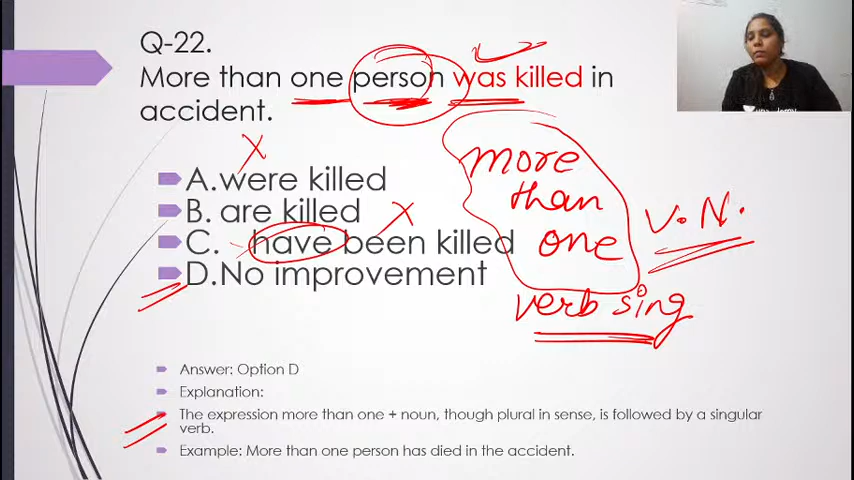 Q-22.
More than one person was killed in
accident.
A.were killed
B. are killed
C. have been killed
D.No improvement
more
than
one
V. N.
verb sing
Answer: Option D
Explanation:
The expression more than one + noun, though plural in sense, is followed by a singular
verb.
Example: More than one person has died in the accident.